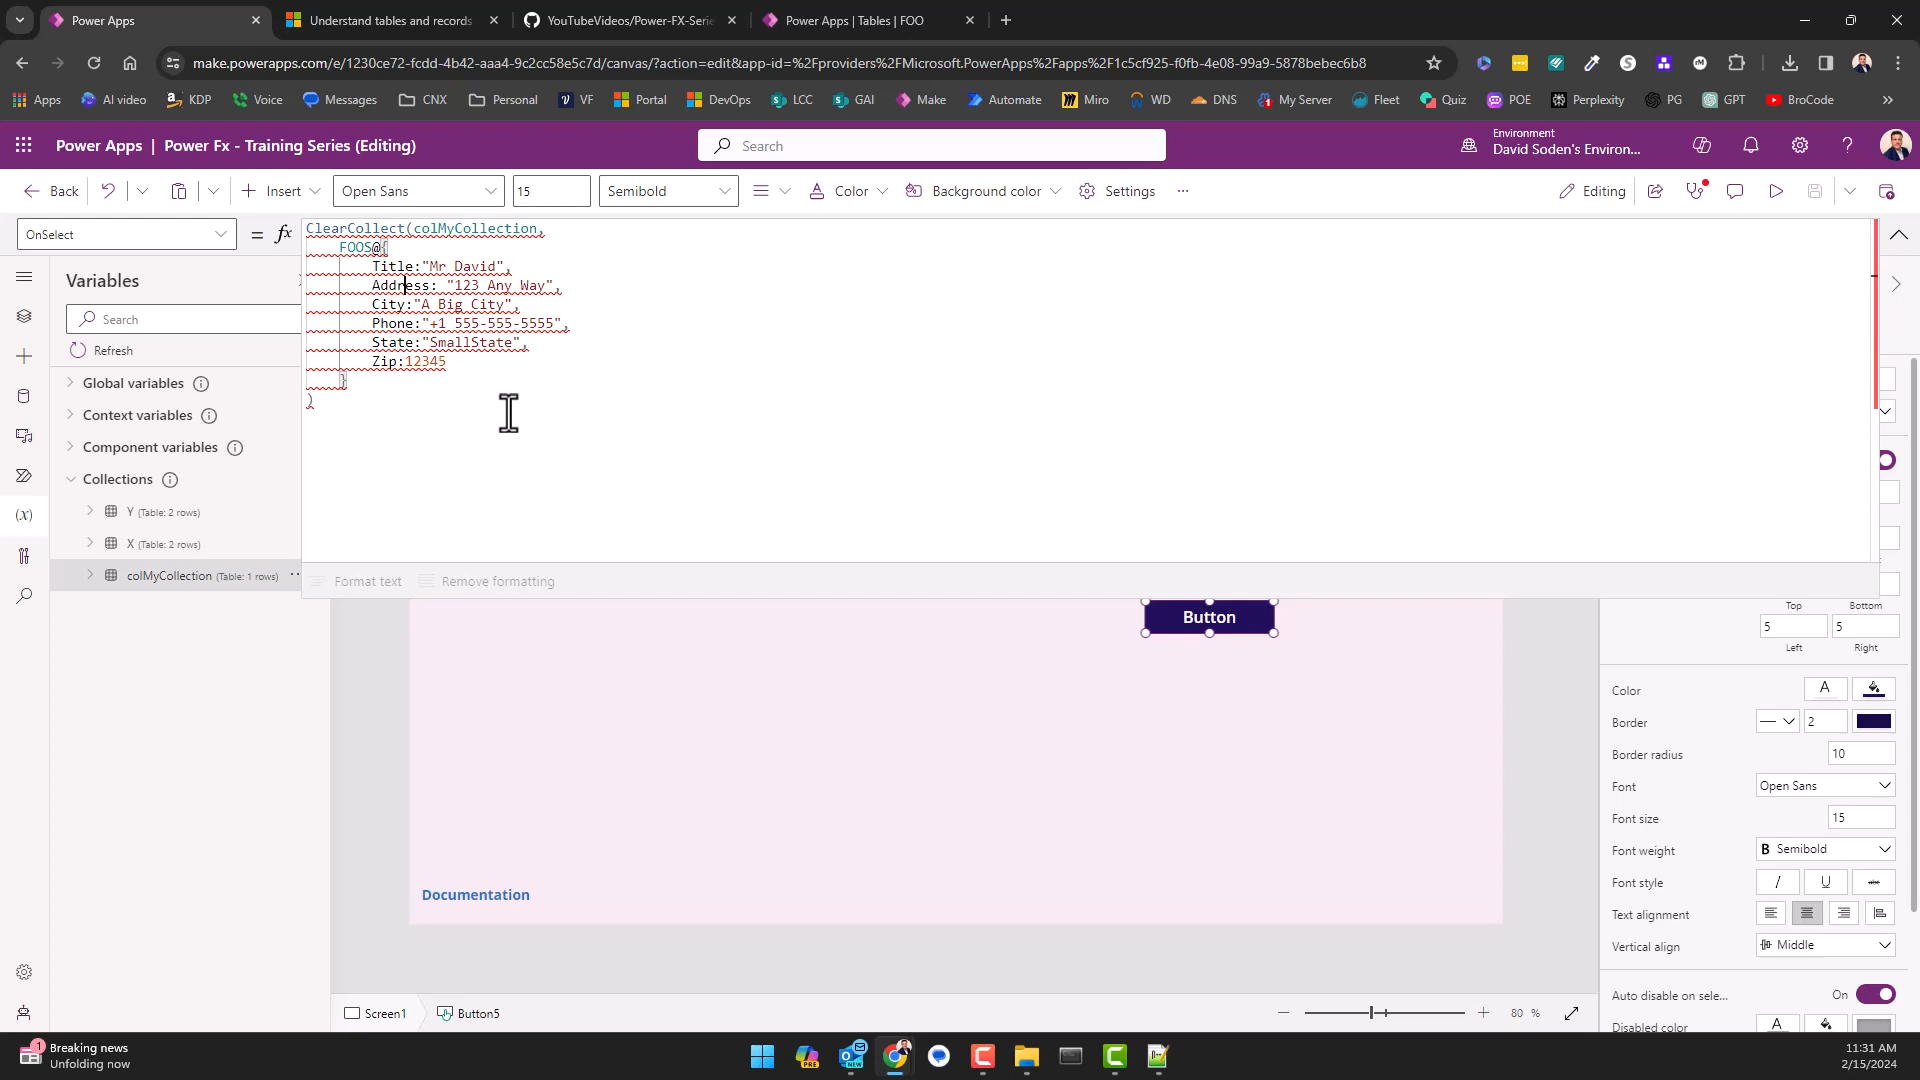 Power Apps
Understand tables and records
YouTubeVideos/Power-FX-Serie
Power Apps | Tables | FOO
make.powerapps.com/e/1230ce72-fcdd-4b42-aaa4-9c2cc58e5c7d/canvas/?action=edit&app-id=%2Fproviders%2FMicrosoft.PowerApps%2Fapps%2F1c5cf925-f0fb-4e08-99a9-5878bebec6b8
Apps
AI video
KDP
Voice
Messages
CNX
Personal
VF
Portal
DevOps
LCC
GAI
Make
Automate
Miro
WD
DNS
My Server
Fleet
Quiz
POE
Perplexity
PG
GPT
BroCode
Power Apps | Power Fx - Training Series (Editing)
Search
Environment
David Soden's Environ...
Back
Insert
Open Sans
15
Semibold
Color
Background color
Settings
Editing
OnSelect
= fx
ClearCollect(colMyCollection,
FOOS@{
Title:"Mr David",
Address: "123 Any Way",
City:"A Big City",
Phone:"+1 555-555-5555",
State:"SmallState",
Zip:12345
}
)
Format text
Remove formatting
Variables
Search
Refresh
Global variables
Context variables
Component variables
Collections
Y (Table: 2 rows)
X (Table: 2 rows)
colMyCollection (Table: 1 rows)
(x)
Button
Documentation
Top
Bottom
5
5
Left
Right
Color
A
Border
2
Border radius
10
Font
Open Sans
Font size
15
Font weight
B Semibold
Font style
/ U abc
Text alignment
Vertical align
Middle
Auto disable on sele...
On
Disabled color
A
Screen1
Button5
80 %
1
Breaking news
Unfolding now
PRE
NEW
11:31 AM
2/15/2024